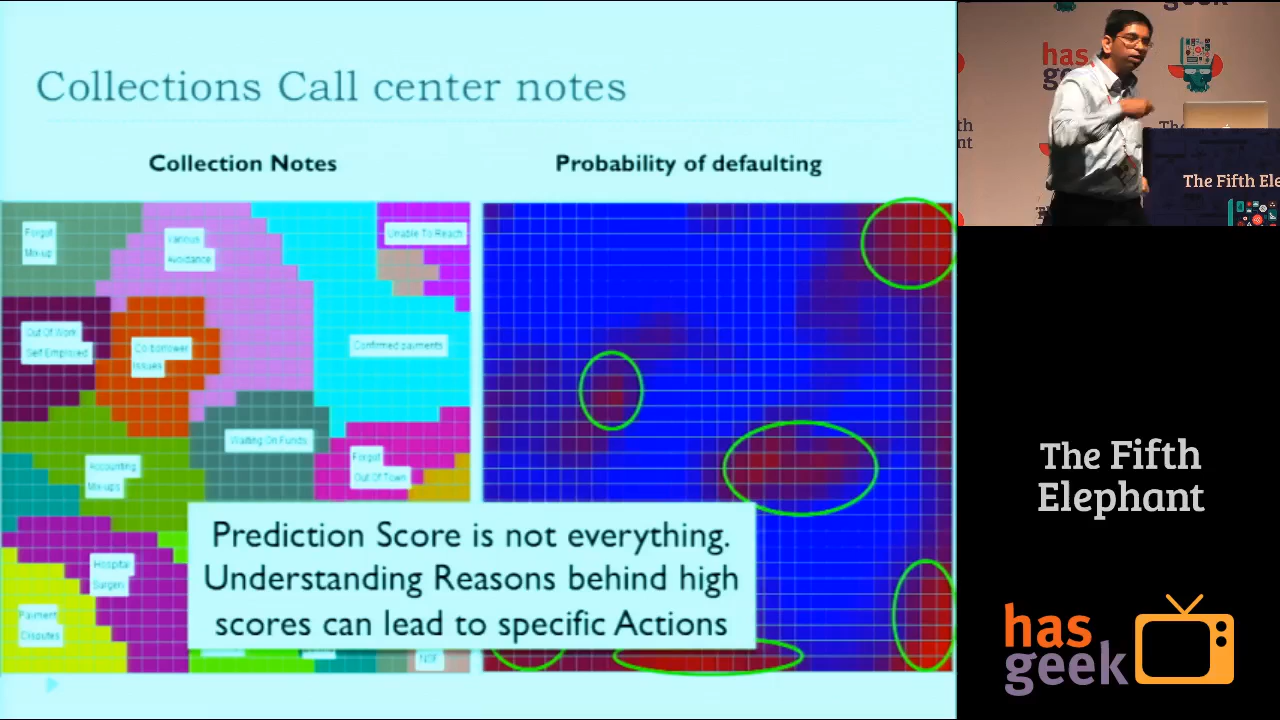 Collections Call center notes
Collection Notes
Probability of defaulting
Forgot
Mix-up
Various
Avoidance
Unable To Reach
Out Of Work
Self Employed
Co borrower
Issues
Confirmed payments
Waiting On Funds
Accounting
Mix-ups
Forgot
Out Of Town
Hospital
Surgery
Payment
Disputes
NSF
Prediction Score is not everything.
Understanding Reasons behind high
scores can lead to specific Actions
has
geek
The Fifth Ele
The Fifth
Elephant
has
geek